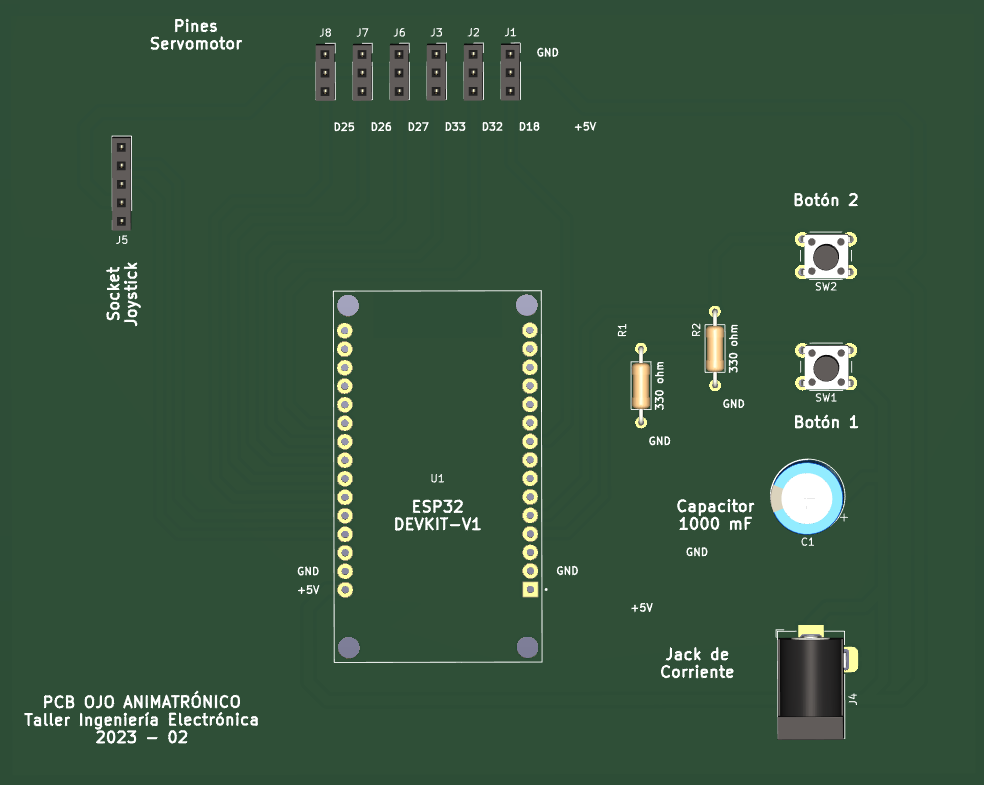 Pines
Servomotor
J8 J7 J6 J3 J2 J1
GND
D25 D26 D27 D33 D32 D18 +5V
J5
Socket
Joystick
Botón 2
SW2
R1
330 ohm
GND
R2
330 ohm
GND
SW1
Botón 1
U1
ESP32
DEVKIT-V1
Capacitor
1000 mF
+
C1
GND
GND
+5V
GND
+5V
Jack de
Corriente
J4
PCB OJO ANIMATRÓNICO
Taller Ingeniería Electrónica
2023 - 02